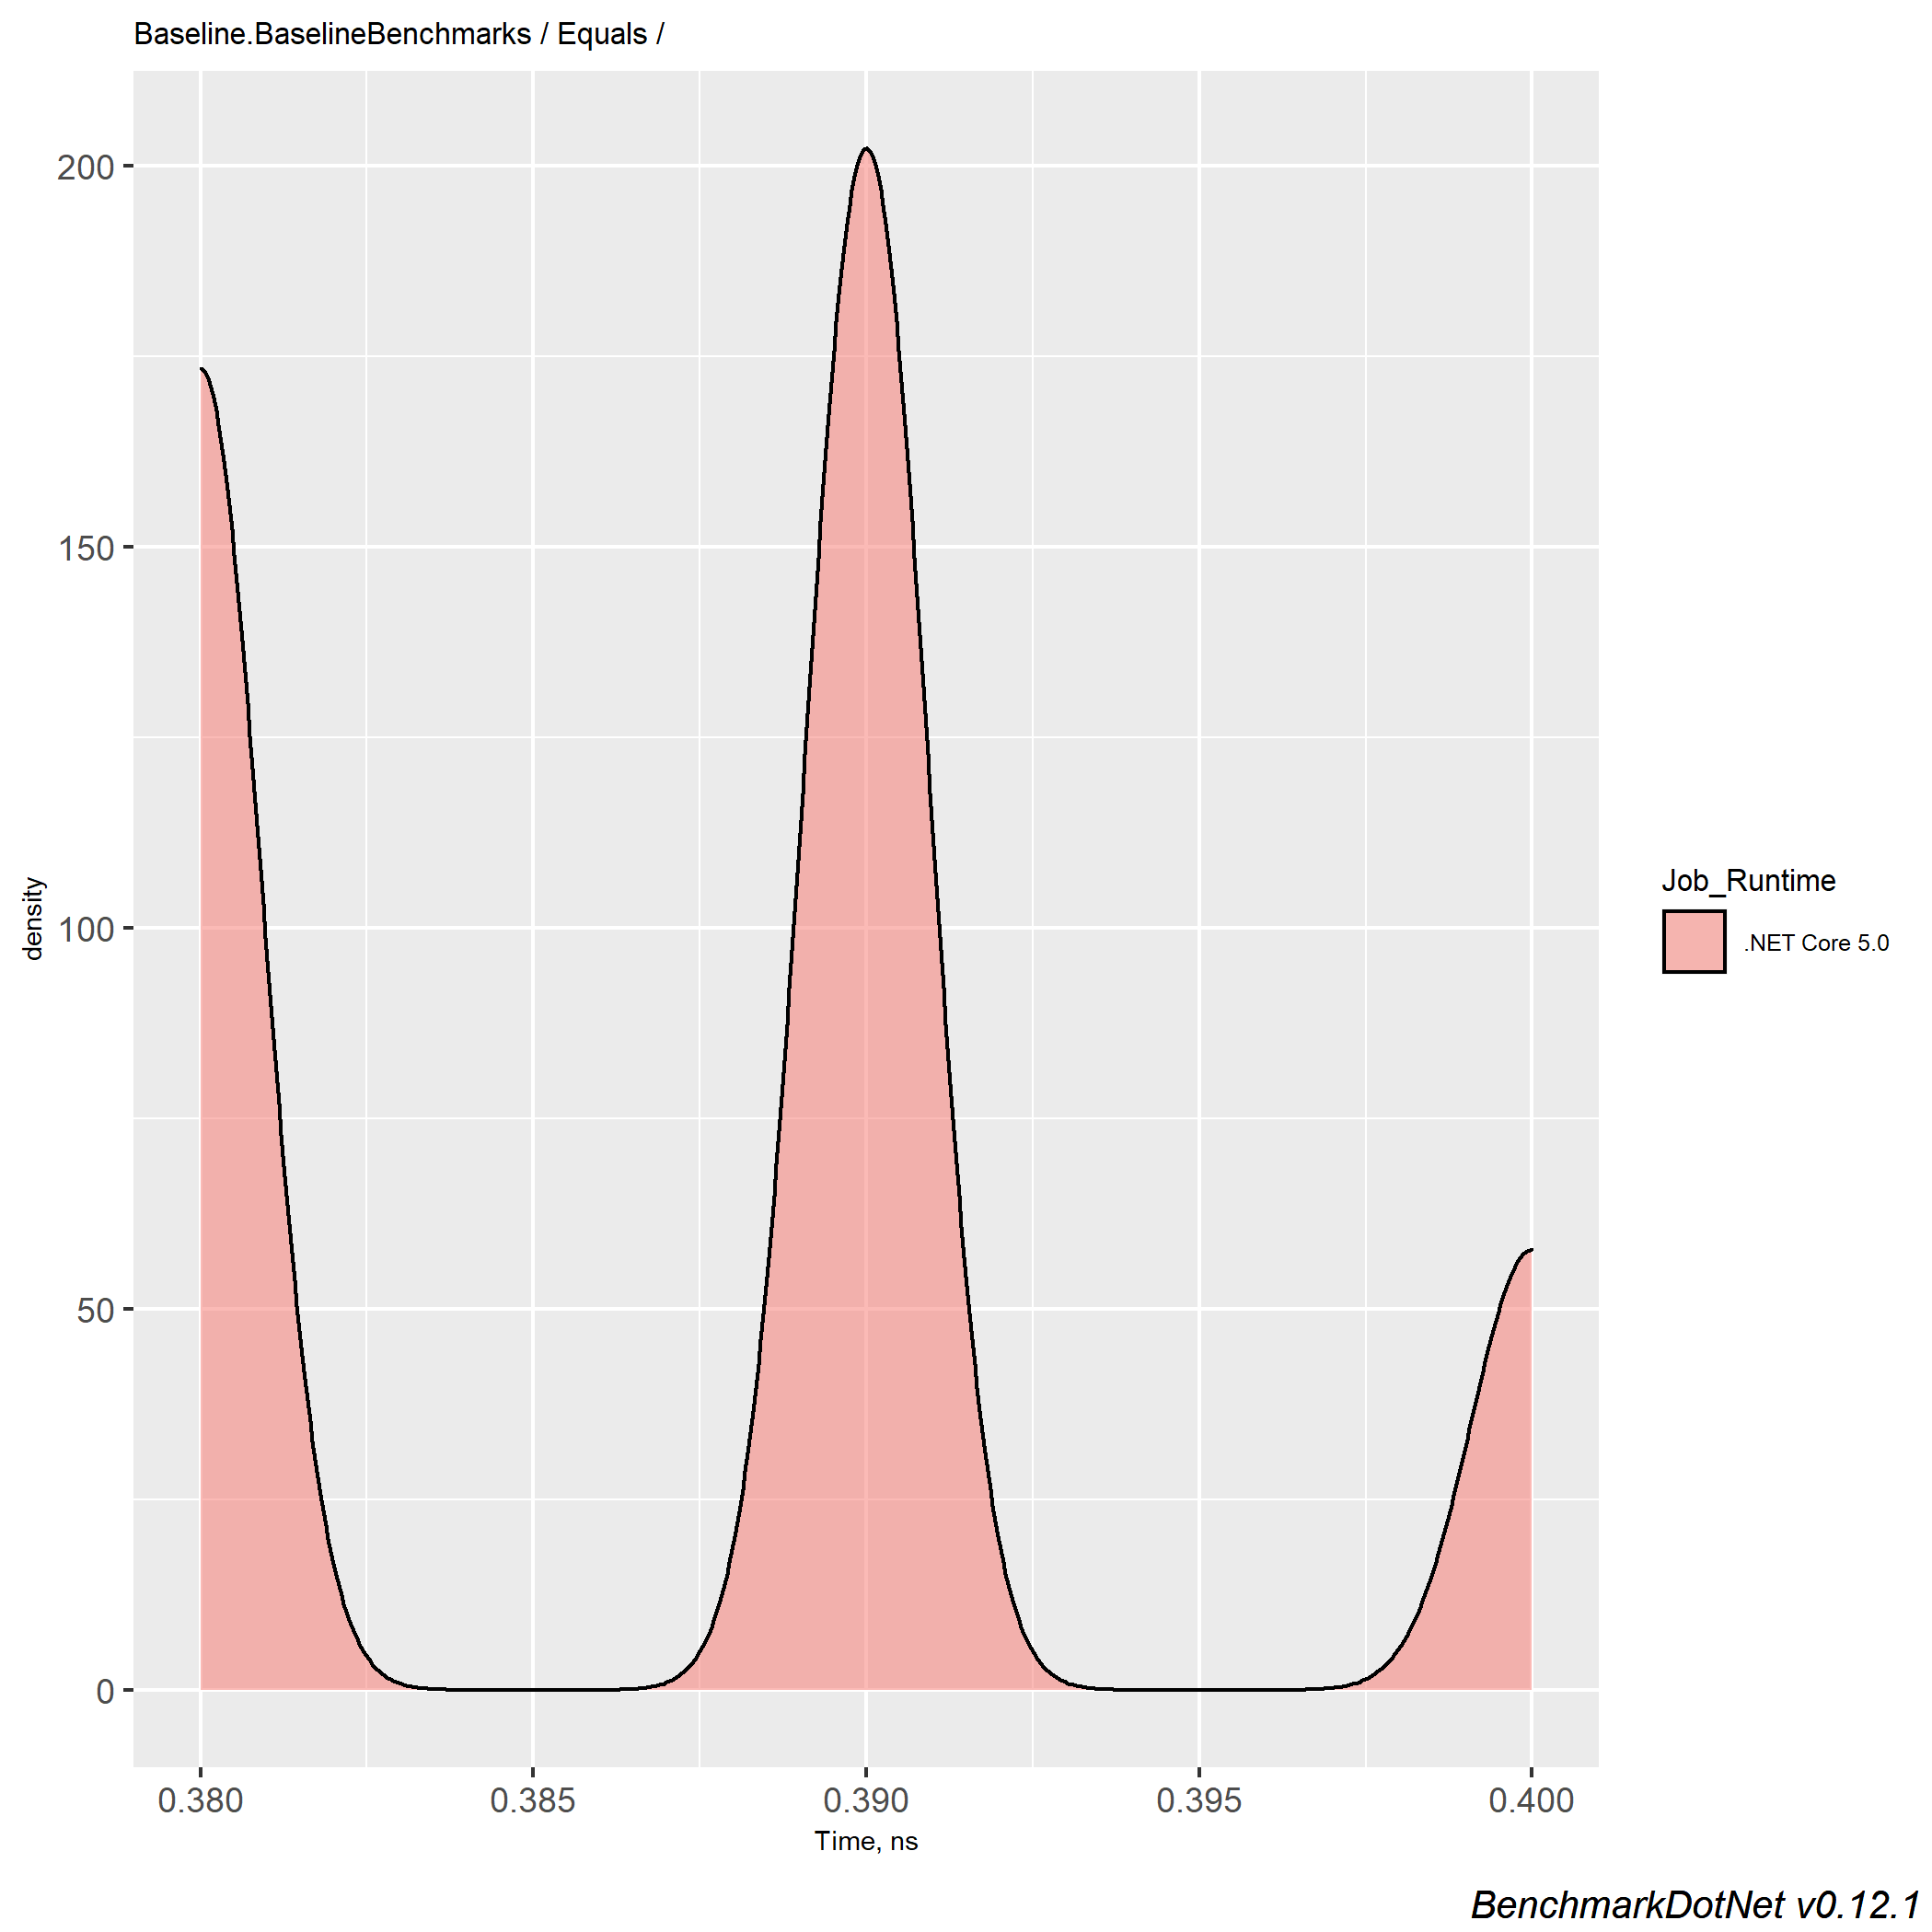 Baseline.BaselineBenchmarks / Equals /
200
150
100
50
0
density
0.380 0.385 0.390 0.395 0.400
Time, ns
Job_Runtime
.NET Core 5.0
BenchmarkDotNet v0.12.1